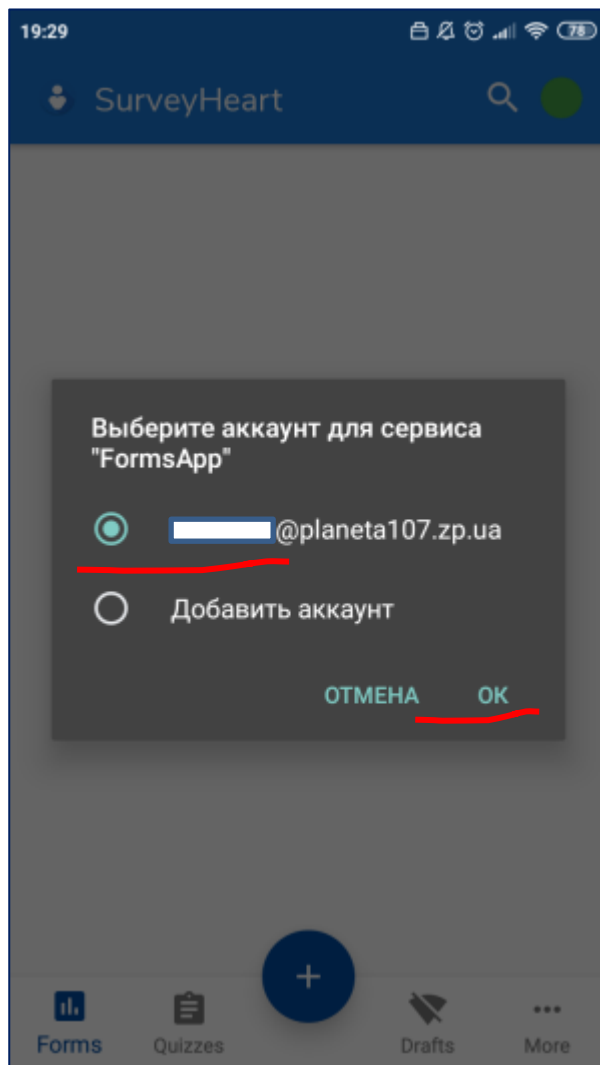 19:29
78
SurveyHeart
Выберите аккаунт для сервиса
"FormsApp"
@planeta107.zp.ua
Добавить аккаунт
ОТМЕНА
ОК
Forms
Quizzes
Drafts
More